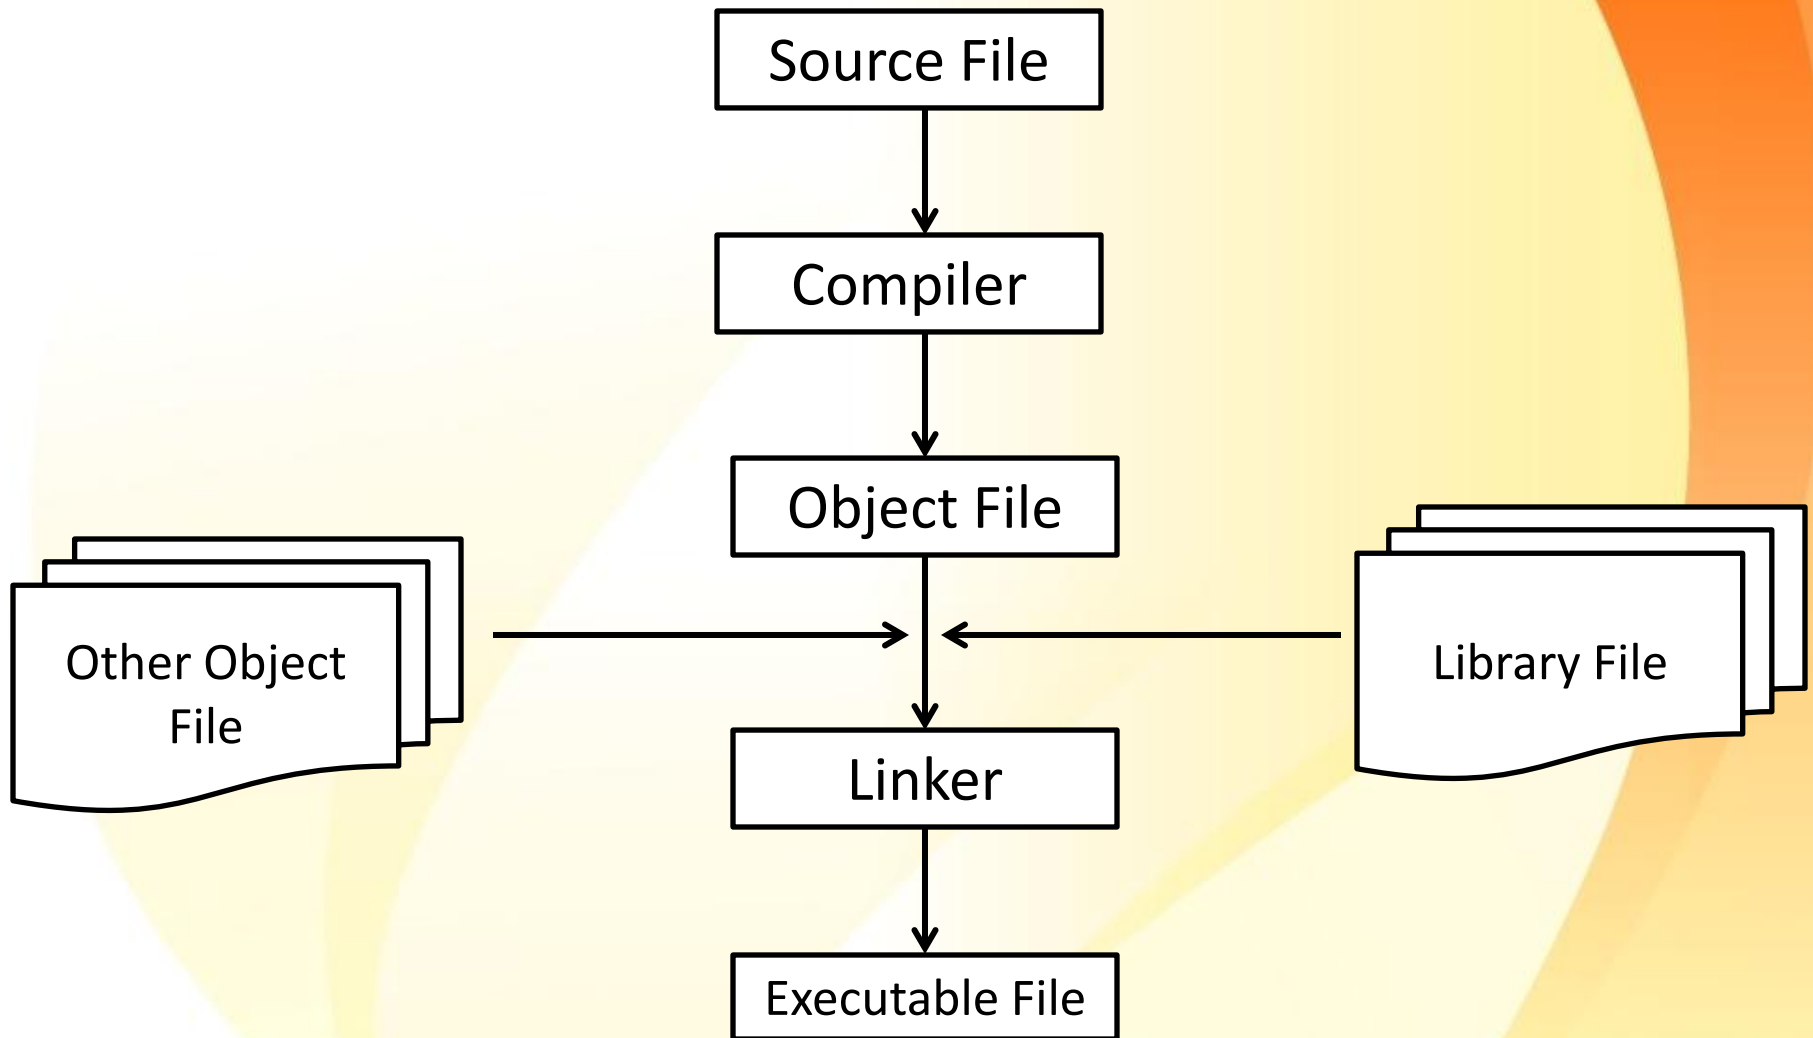 Source File
Compiler
Object File
Other Object
File
Library File
Linker
Executable File